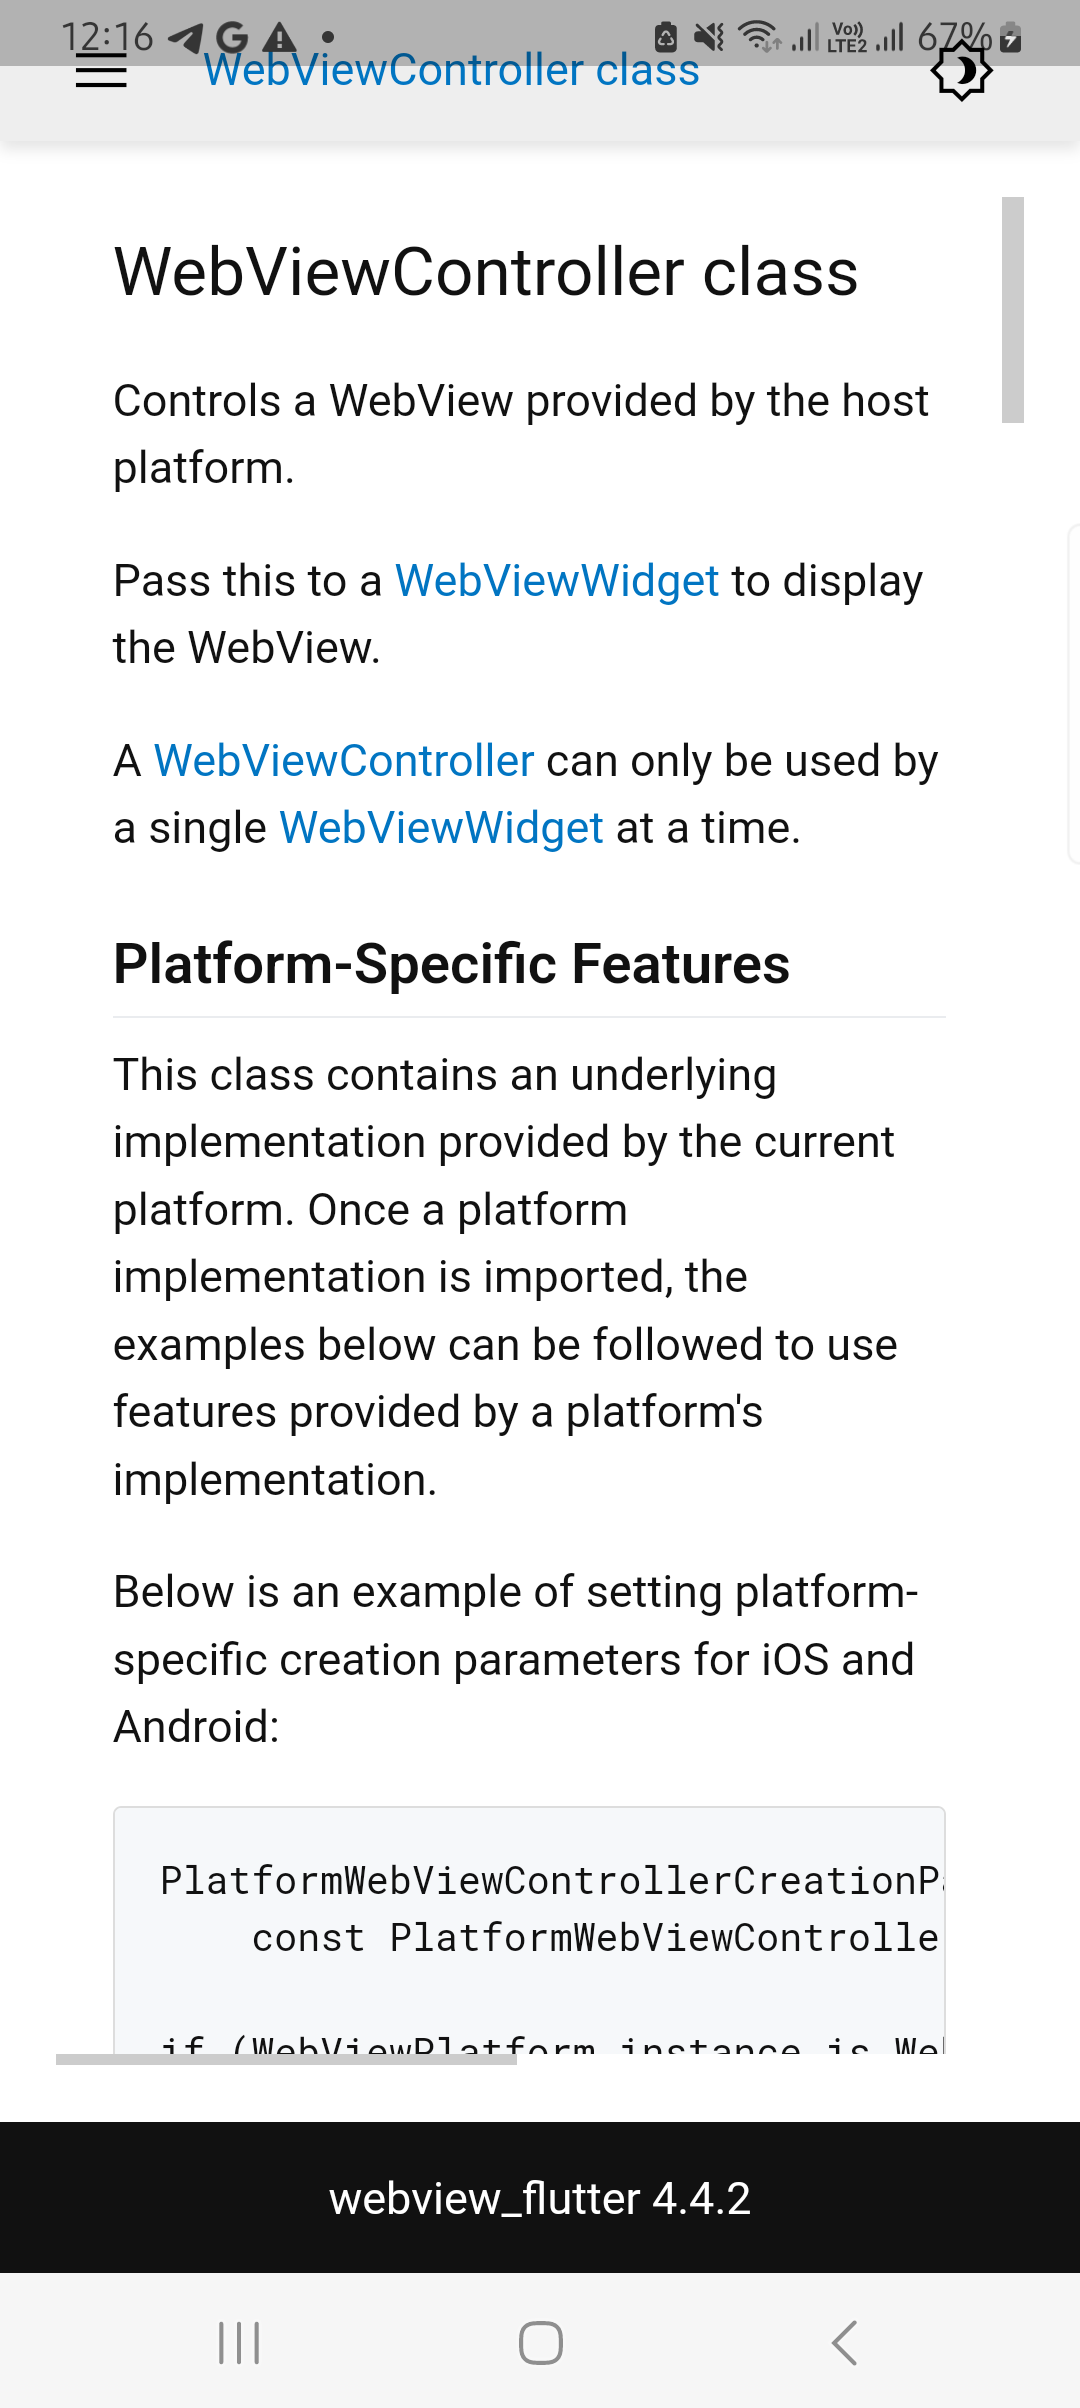 12:16 G Vo)) LTE2 67%
WebViewController class
WebViewController class
Controls a WebView provided by the host
platform.
Pass this to a WebViewWidget to display
the WebView.
A WebViewController can only be used by
a single WebViewWidget at a time.
Platform-Specific Features
This class contains an underlying
implementation provided by the current
platform. Once a platform
implementation is imported, the
examples below can be followed to use
features provided by a platform's
implementation.
Below is an example of setting platform-
specific creation parameters for iOS and
Android:
PlatformWebViewControllerCreationPa
const PlatformWebViewControlle
if (WebViewPlatform.instance is We
webview_flutter 4.4.2